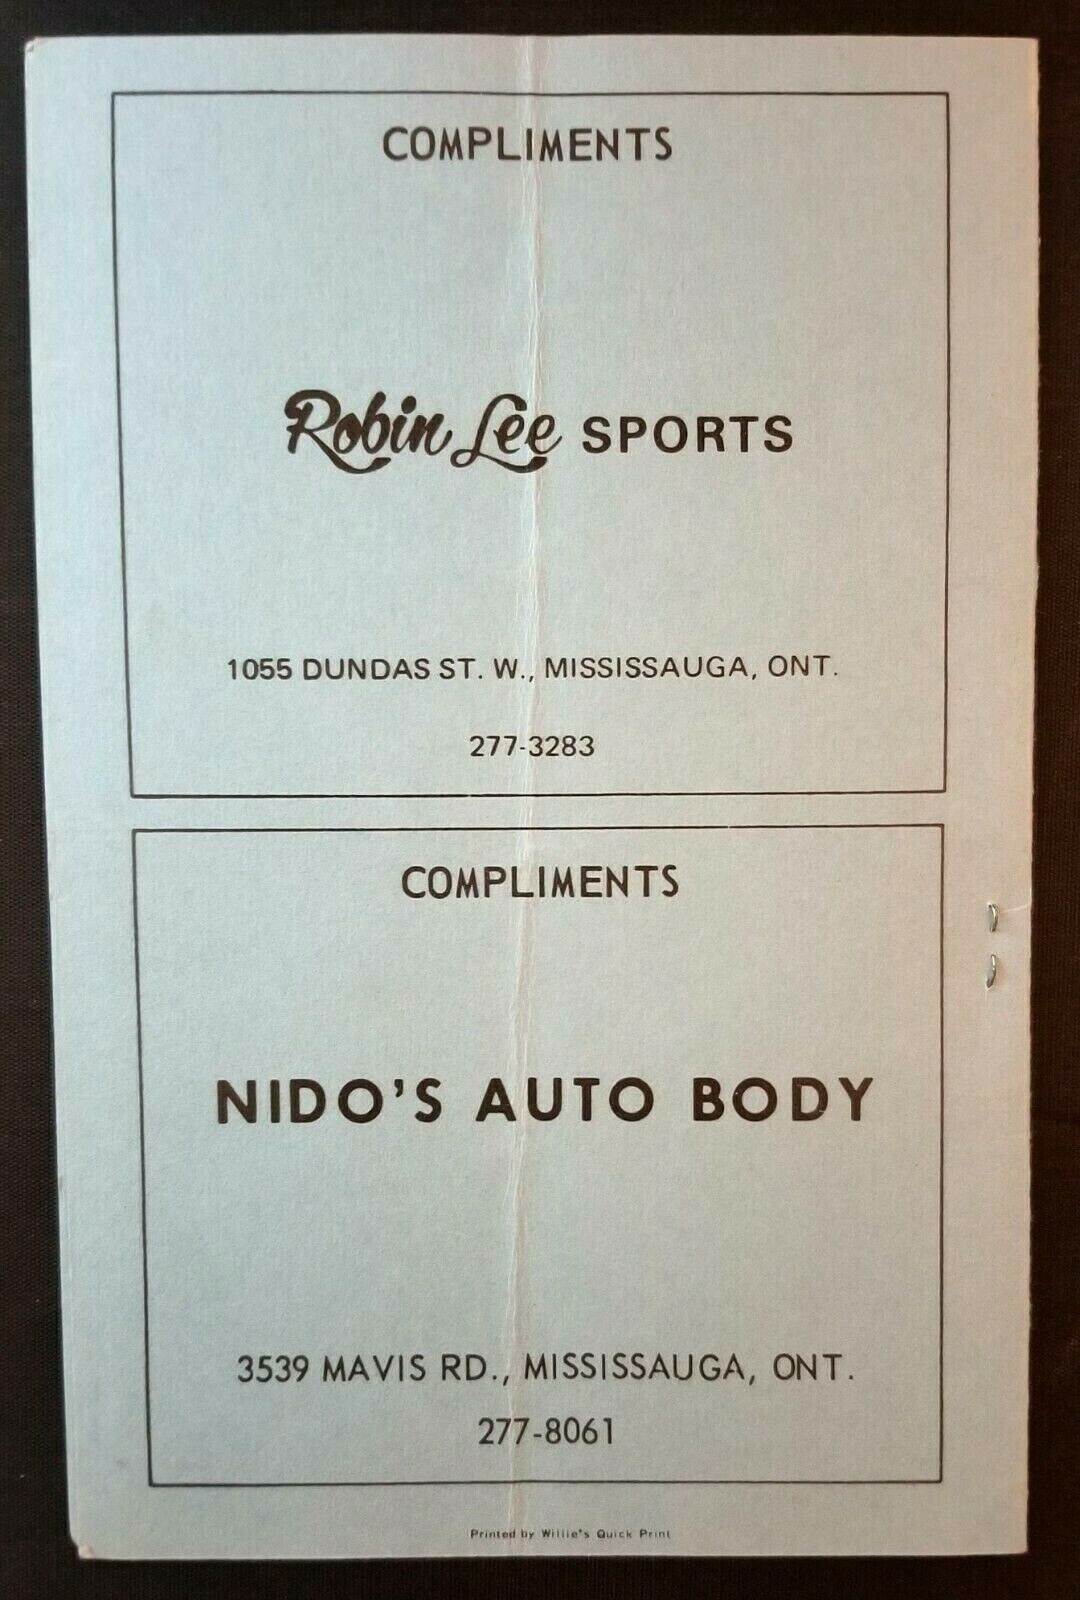 COMPLIMENTS
Robin Lee SPORTS
1055 DUNDAS ST. W., MISSISSAUGA, ONT.
277-3283
COMPLIMENTS
NIDO'S AUTO BODY
3539 MAVIS RD., MISSISSAUGA, ONT.
277-8061
Printed by Willie's Quick Print